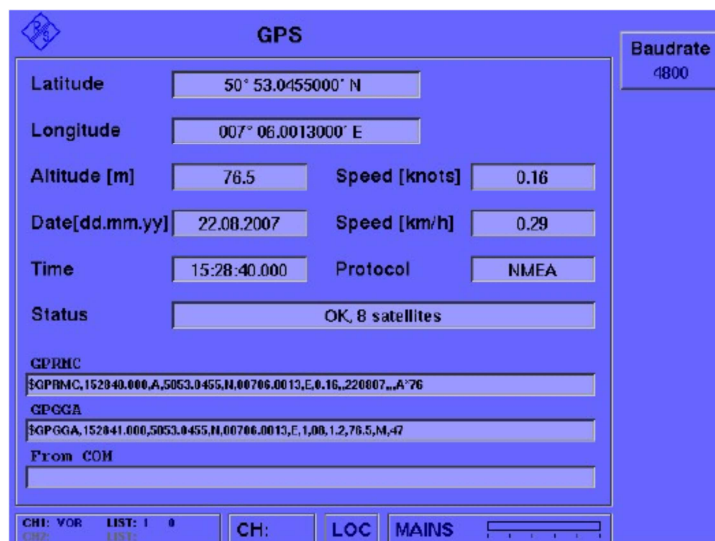 R&S
GPS
Baudrate
4800
Latitude 50° 53.0455000' N
Longitude 007° 06.0013000' E
Altitude [m] 76.5 Speed [knots] 0.16
Date[dd.mm.yy] 22.08.2007 Speed [km/h] 0.29
Time 15:28:40.000 Protocol NMEA
Status OK, 8 satellites
GPRMC
$GPRMC,152840.000,A,5053.0455,N,00706.0013,E,0.16,,220807,,,A*76
GPGGA
$GPGGA,152841.000,5053.0455,N,00706.0013,E,1,08,1.2,76.5,M,47
From COM
CH1: VOR LIST: 1 0 CH: LOC MAINS
CH2: LIST: